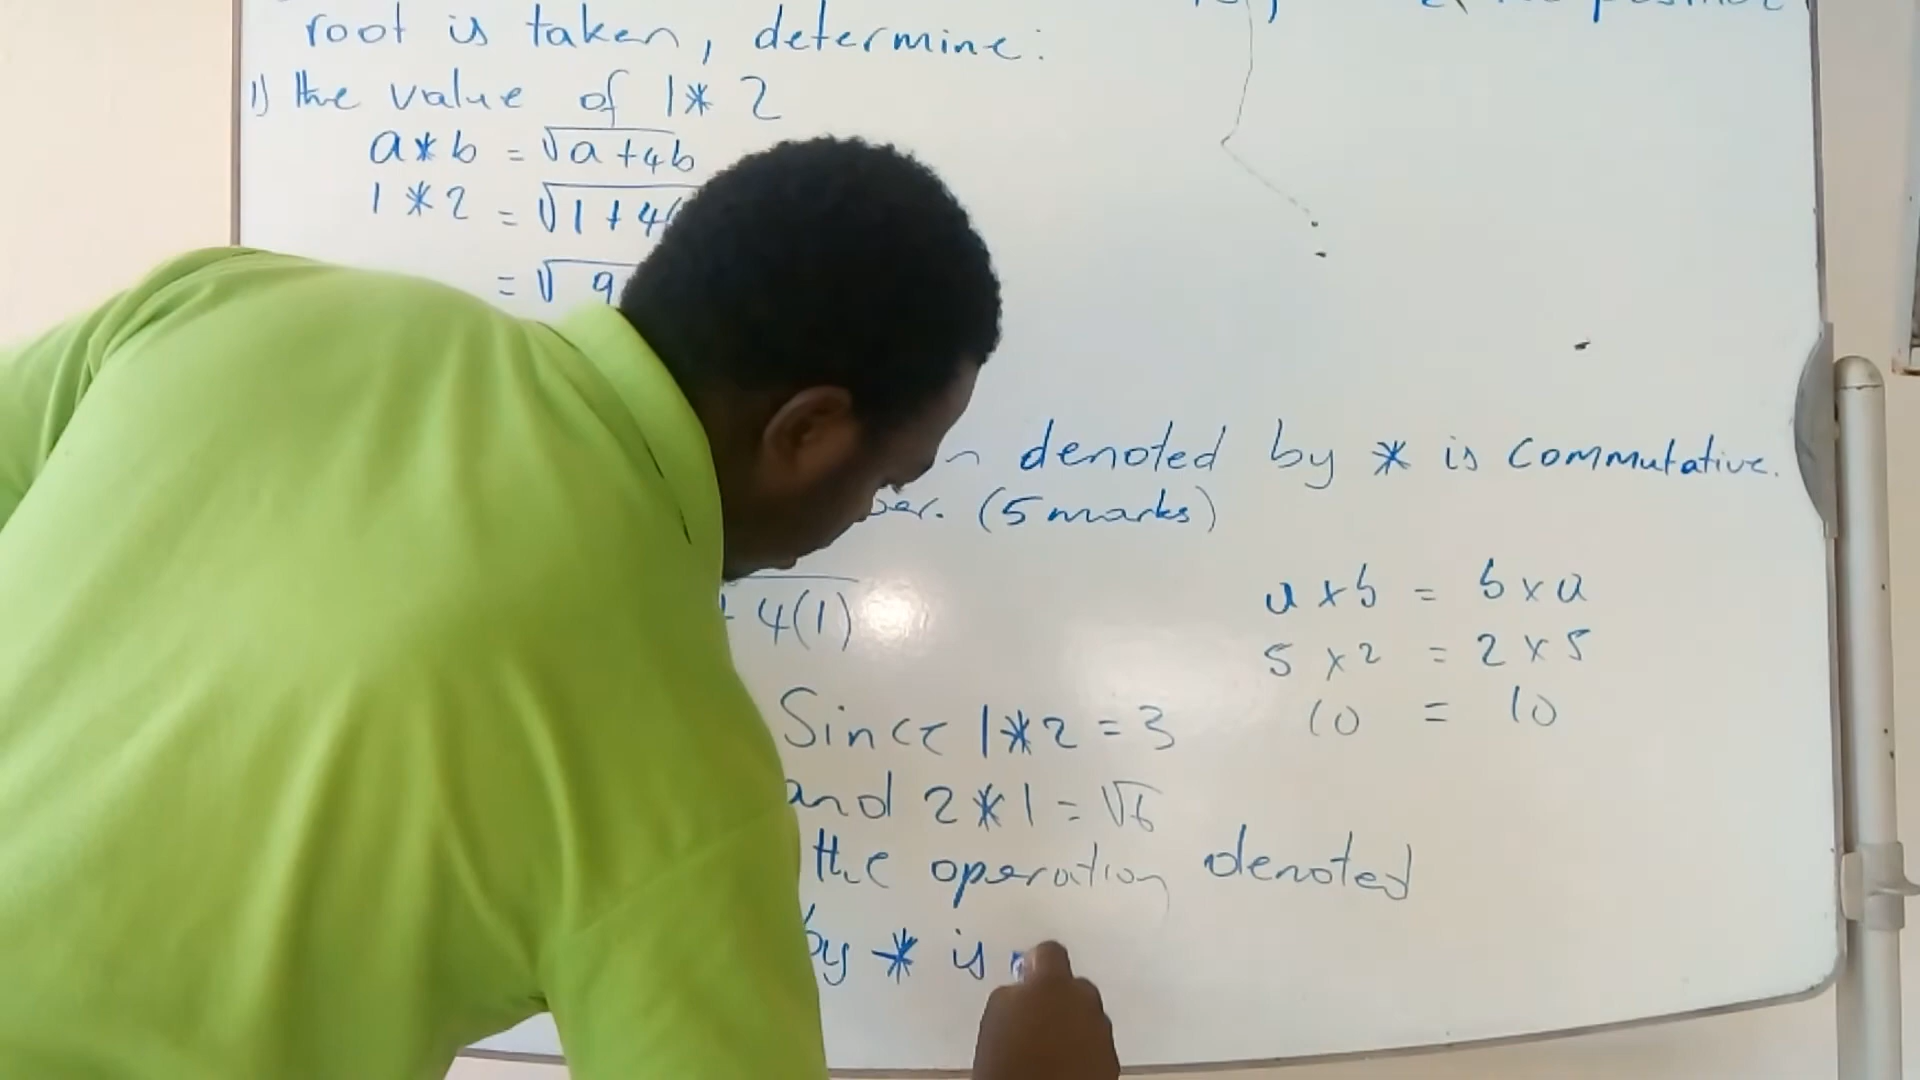 root is taken, determine:
1) the value of 1 * 2
a * b = √a + 4b
1 * 2 = √1 + 4(
= √9
denoted by * is commutative.
(5 marks)
4(1)
a x b = b x a
5 x 2 = 2 x 5
10 = 10
Since 1 * 2 = 3
and 2 * 1 = √6
the operation denoted
by * is